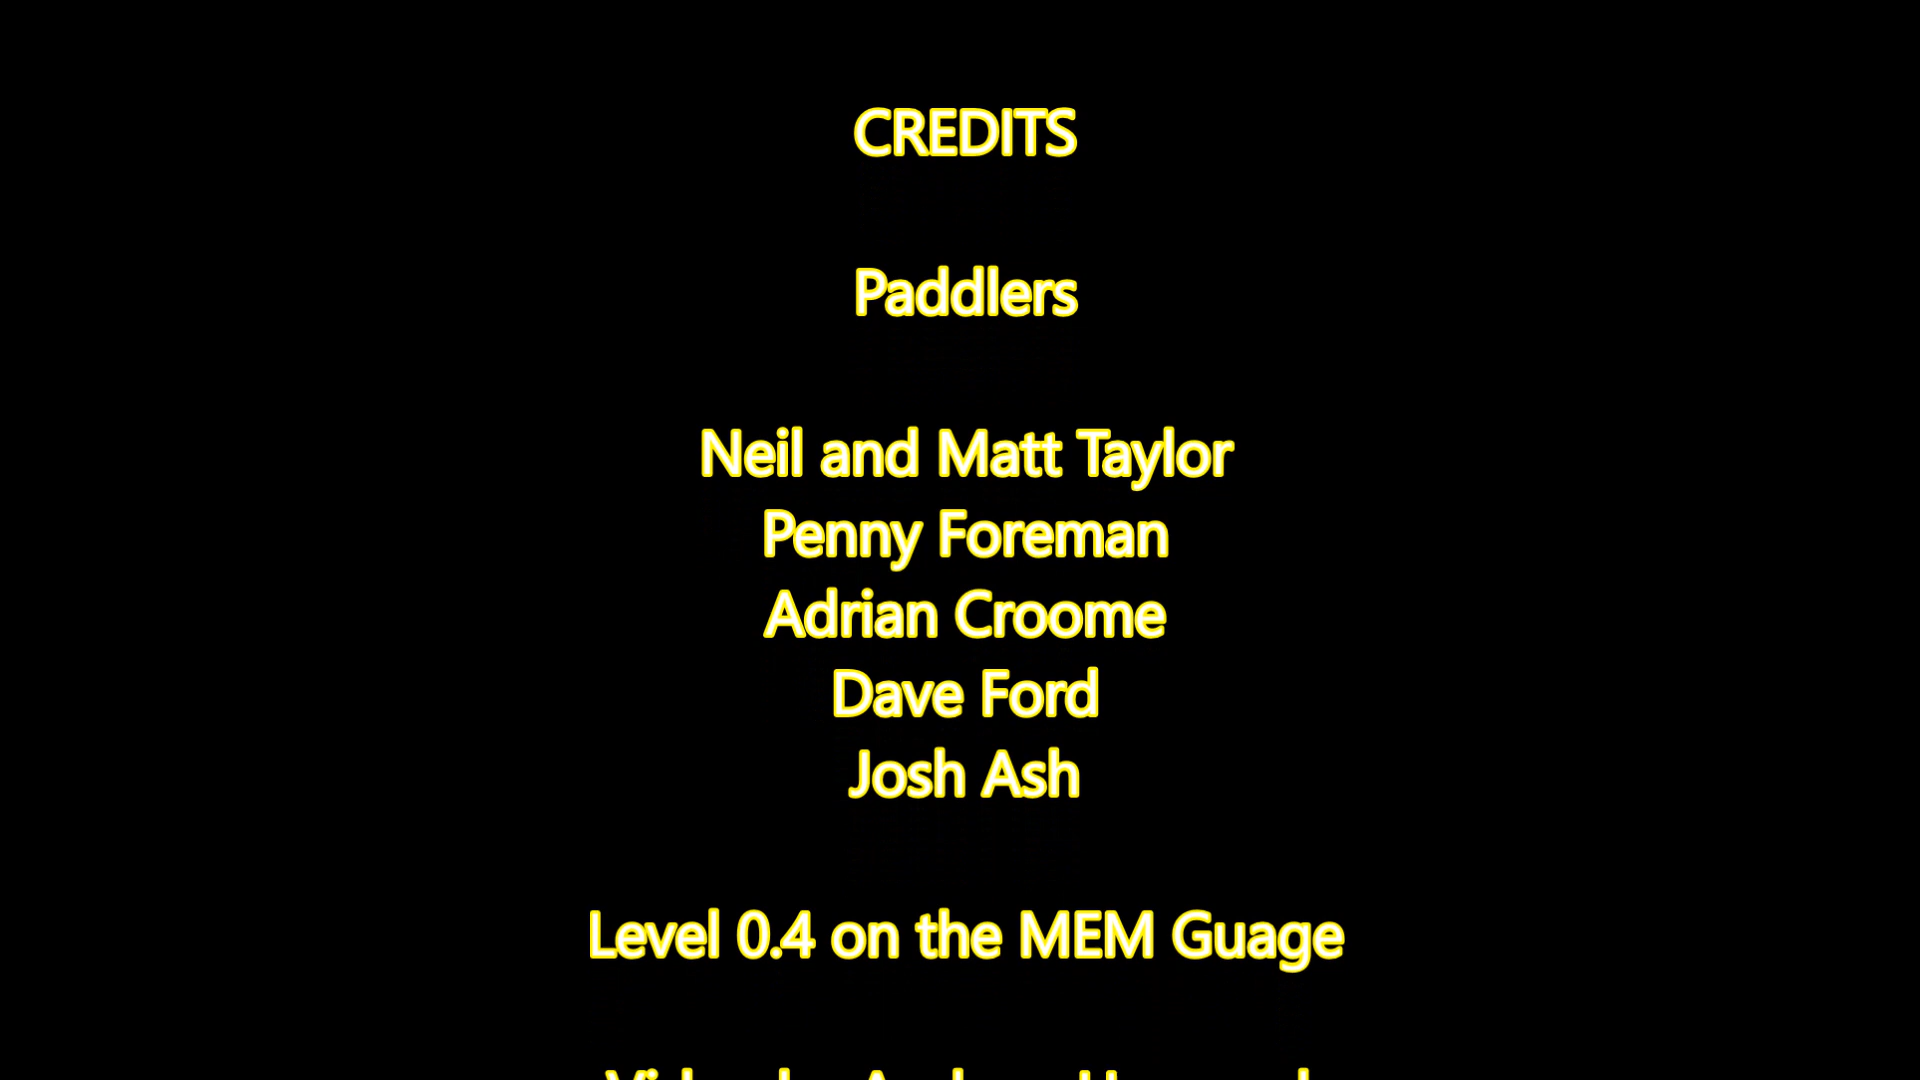 CREDITS
Paddlers
Neil and Matt Taylor
Penny Foreman
Adrian Croome
Dave Ford
Josh Ash
Level 0.4 on the MEM Guage